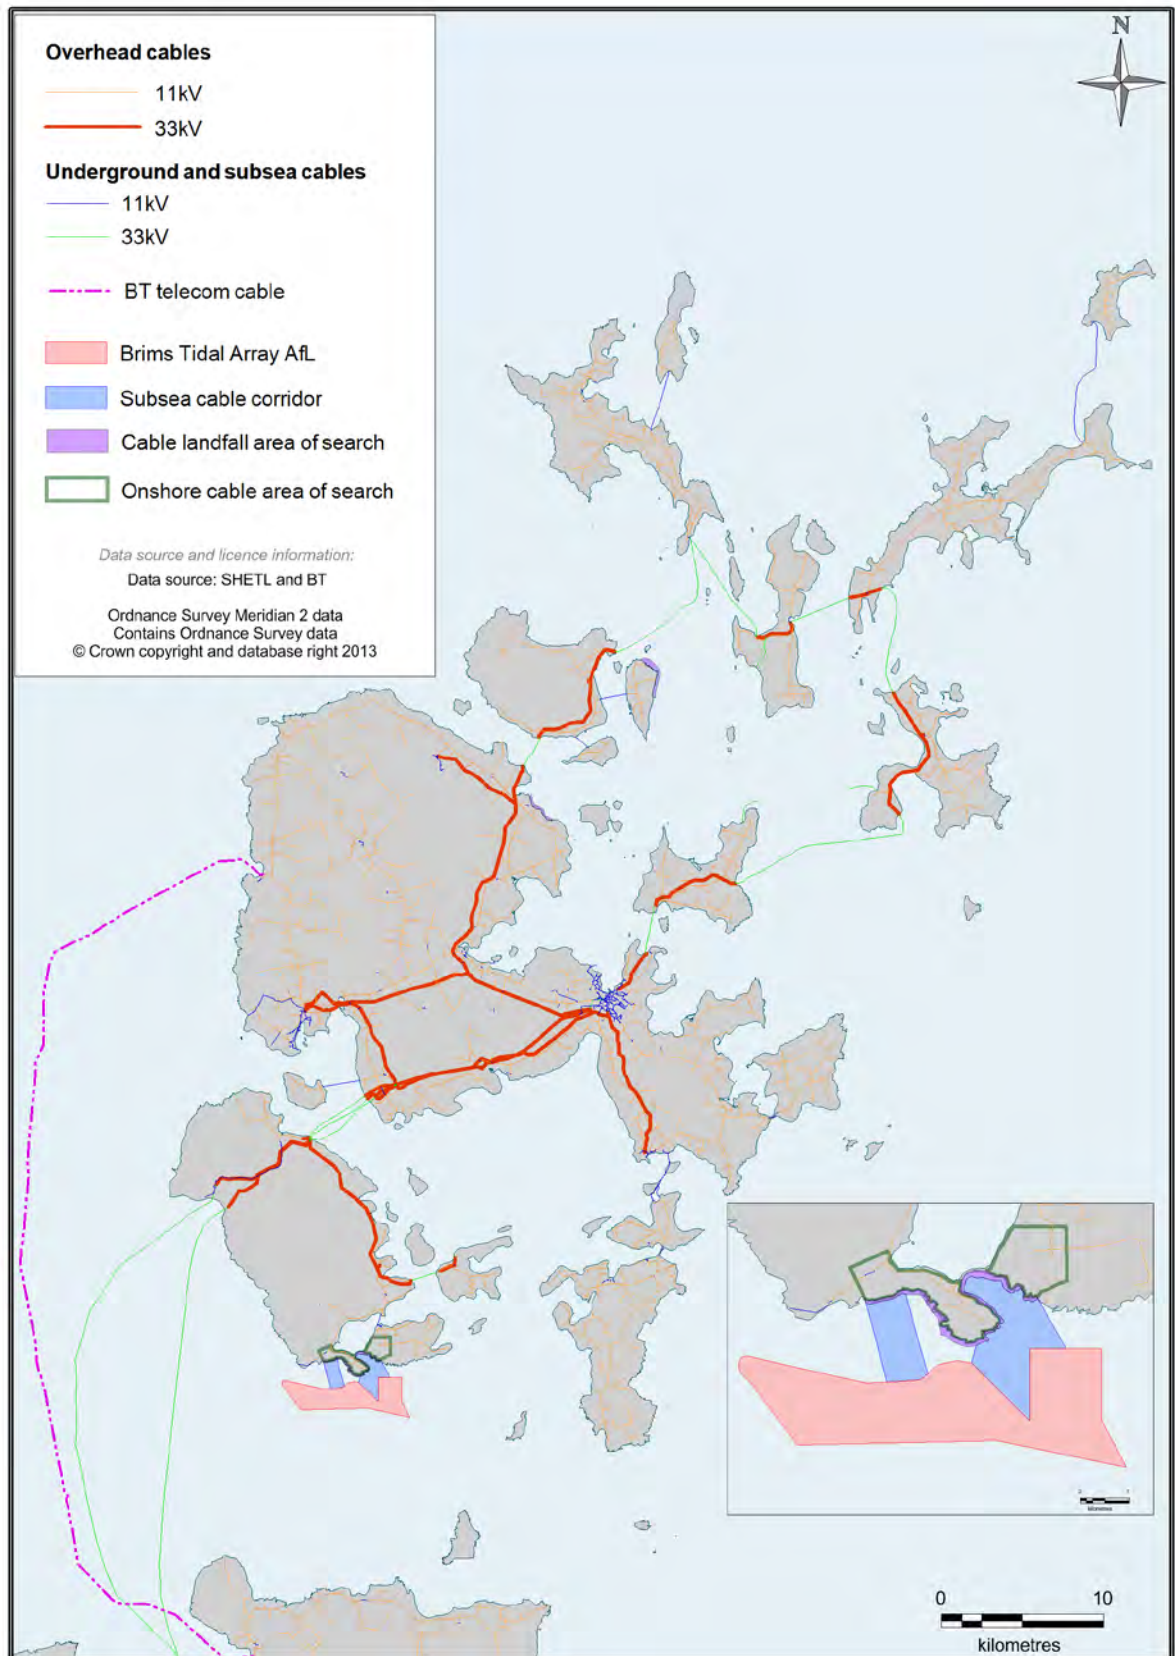 N
Overhead cables
11kV
33kV
Underground and subsea cables
11kV
33kV
BT telecom cable
Brims Tidal Array AfL
Subsea cable corridor
Cable landfall area of search
Onshore cable area of search
Data source and licence information:
Data source: SHETL and BT
Ordnance Survey Meridian 2 data
Contains Ordnance Survey data
© Crown copyright and database right 2013
kilometres
0 10
kilometres